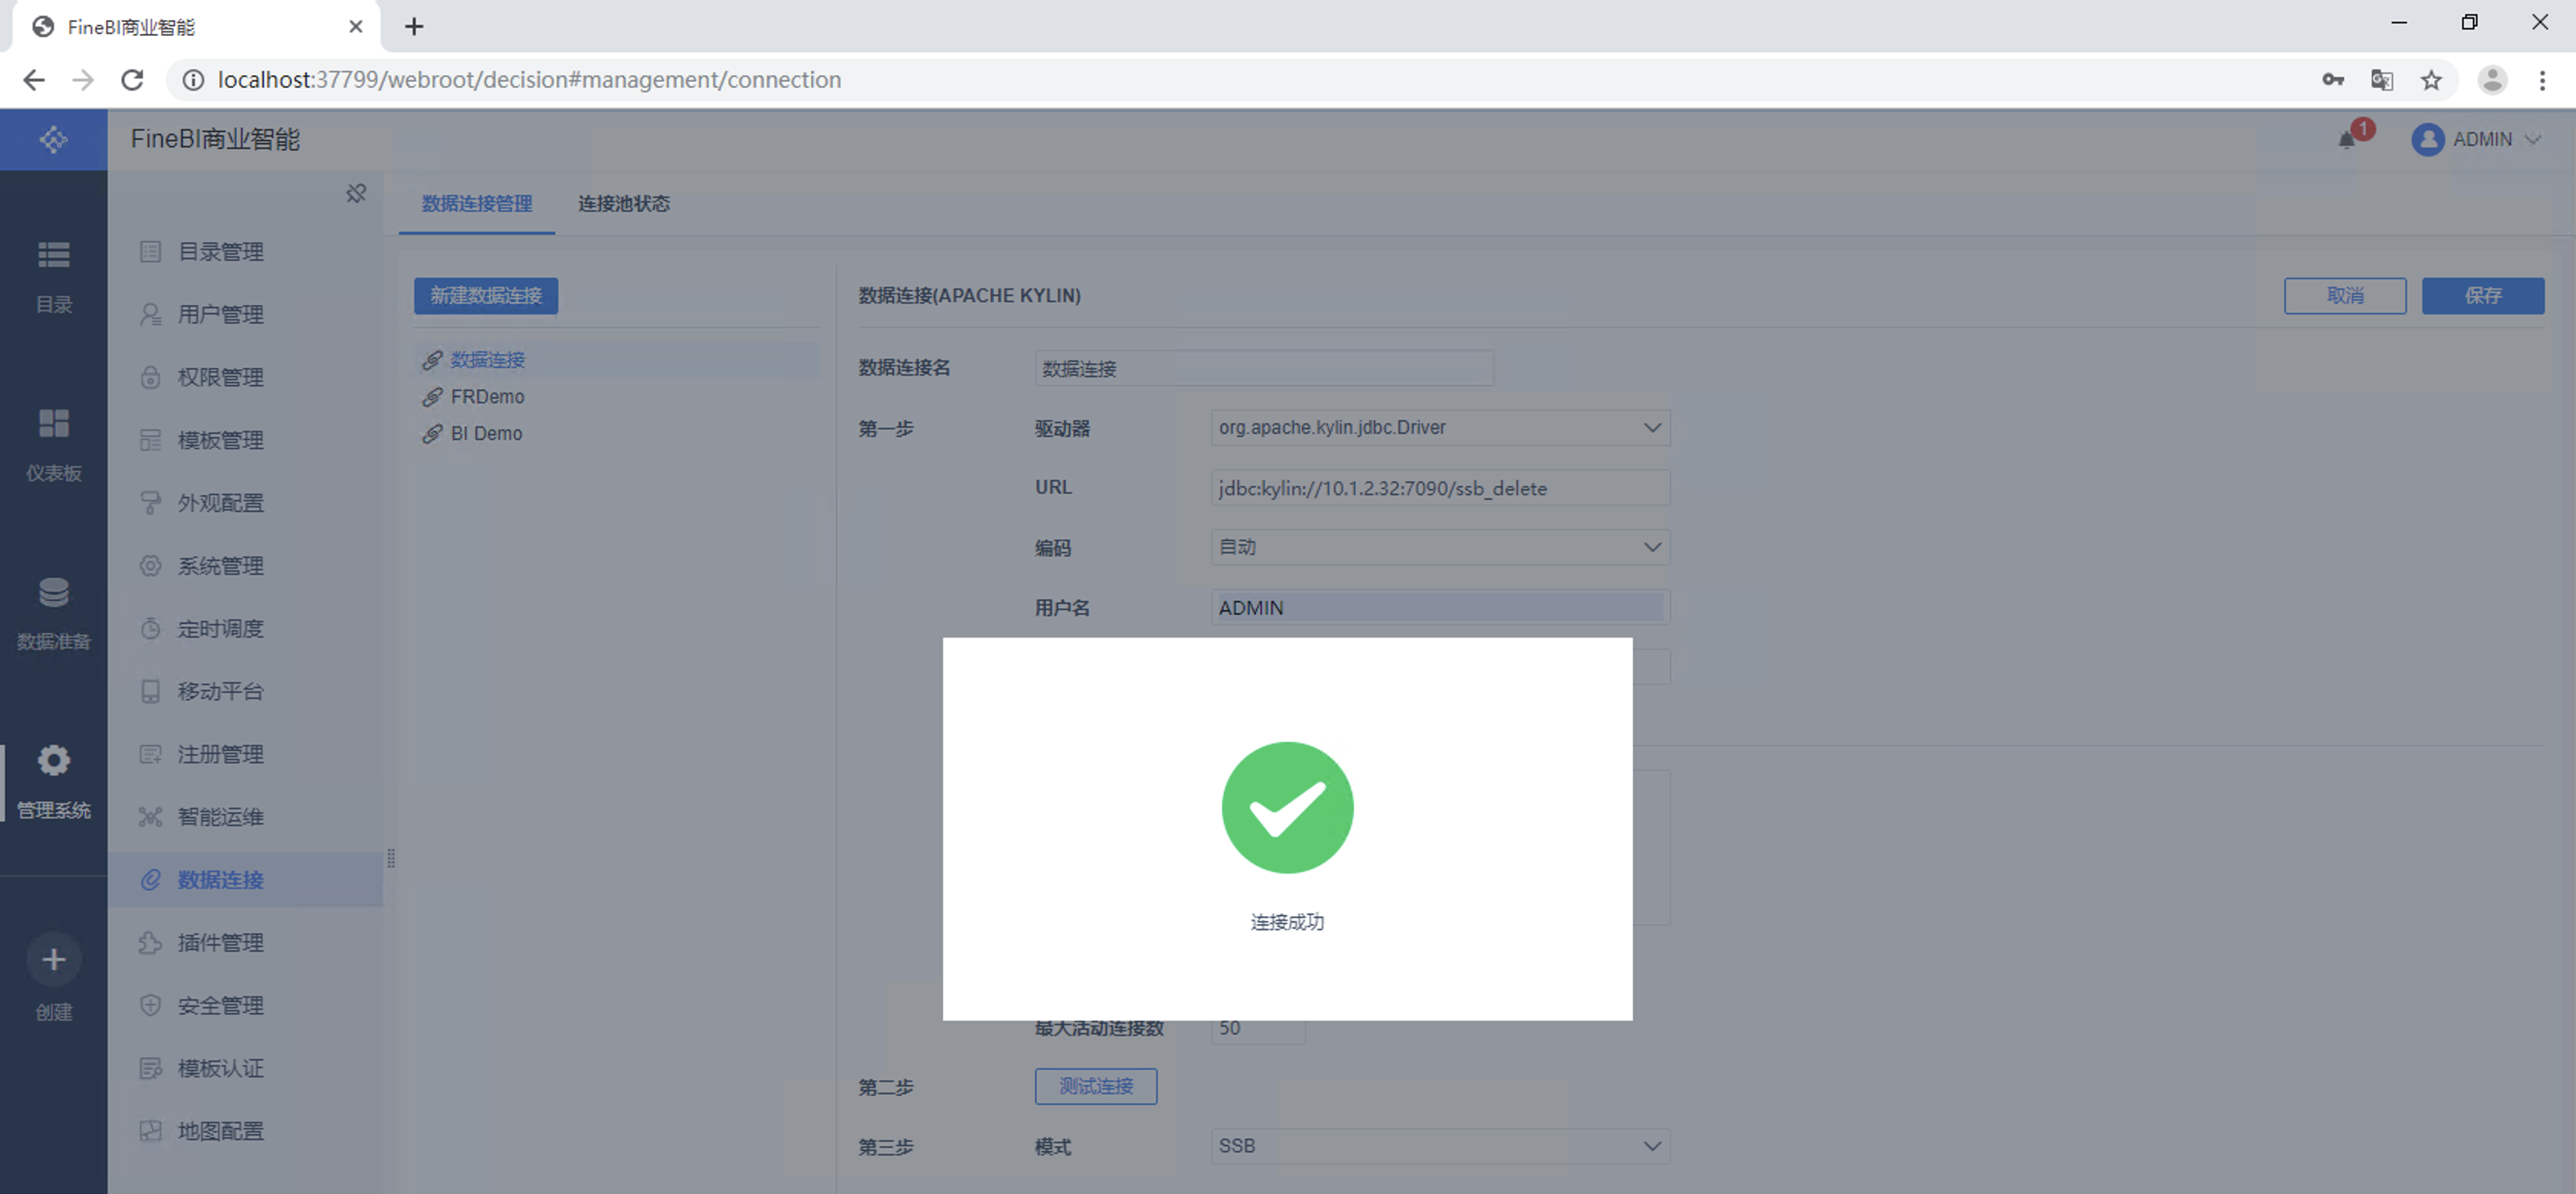 FineBI商业智能
localhost:37799/webroot/decision#management/connection
FineBI商业智能
1
ADMIN
目录
仪表板
数据准备
管理系统
创建
目录管理
用户管理
权限管理
模板管理
外观配置
系统管理
定时调度
移动平台
注册管理
智能运维
数据连接
插件管理
安全管理
模板认证
地图配置
数据连接管理 连接池状态
新建数据连接
数据连接
FRDemo
BI Demo
数据连接(APACHE KYLIN) 取消 保存
数据连接名 数据连接
第一步 驱动器 org.apache.kylin.jdbc.Driver
URL jdbc:kylin://10.1.2.32:7090/ssb_delete
编码 自动
用户名 ADMIN
连接成功
最大活动连接数 50
第二步 测试连接
第三步 模式 SSB